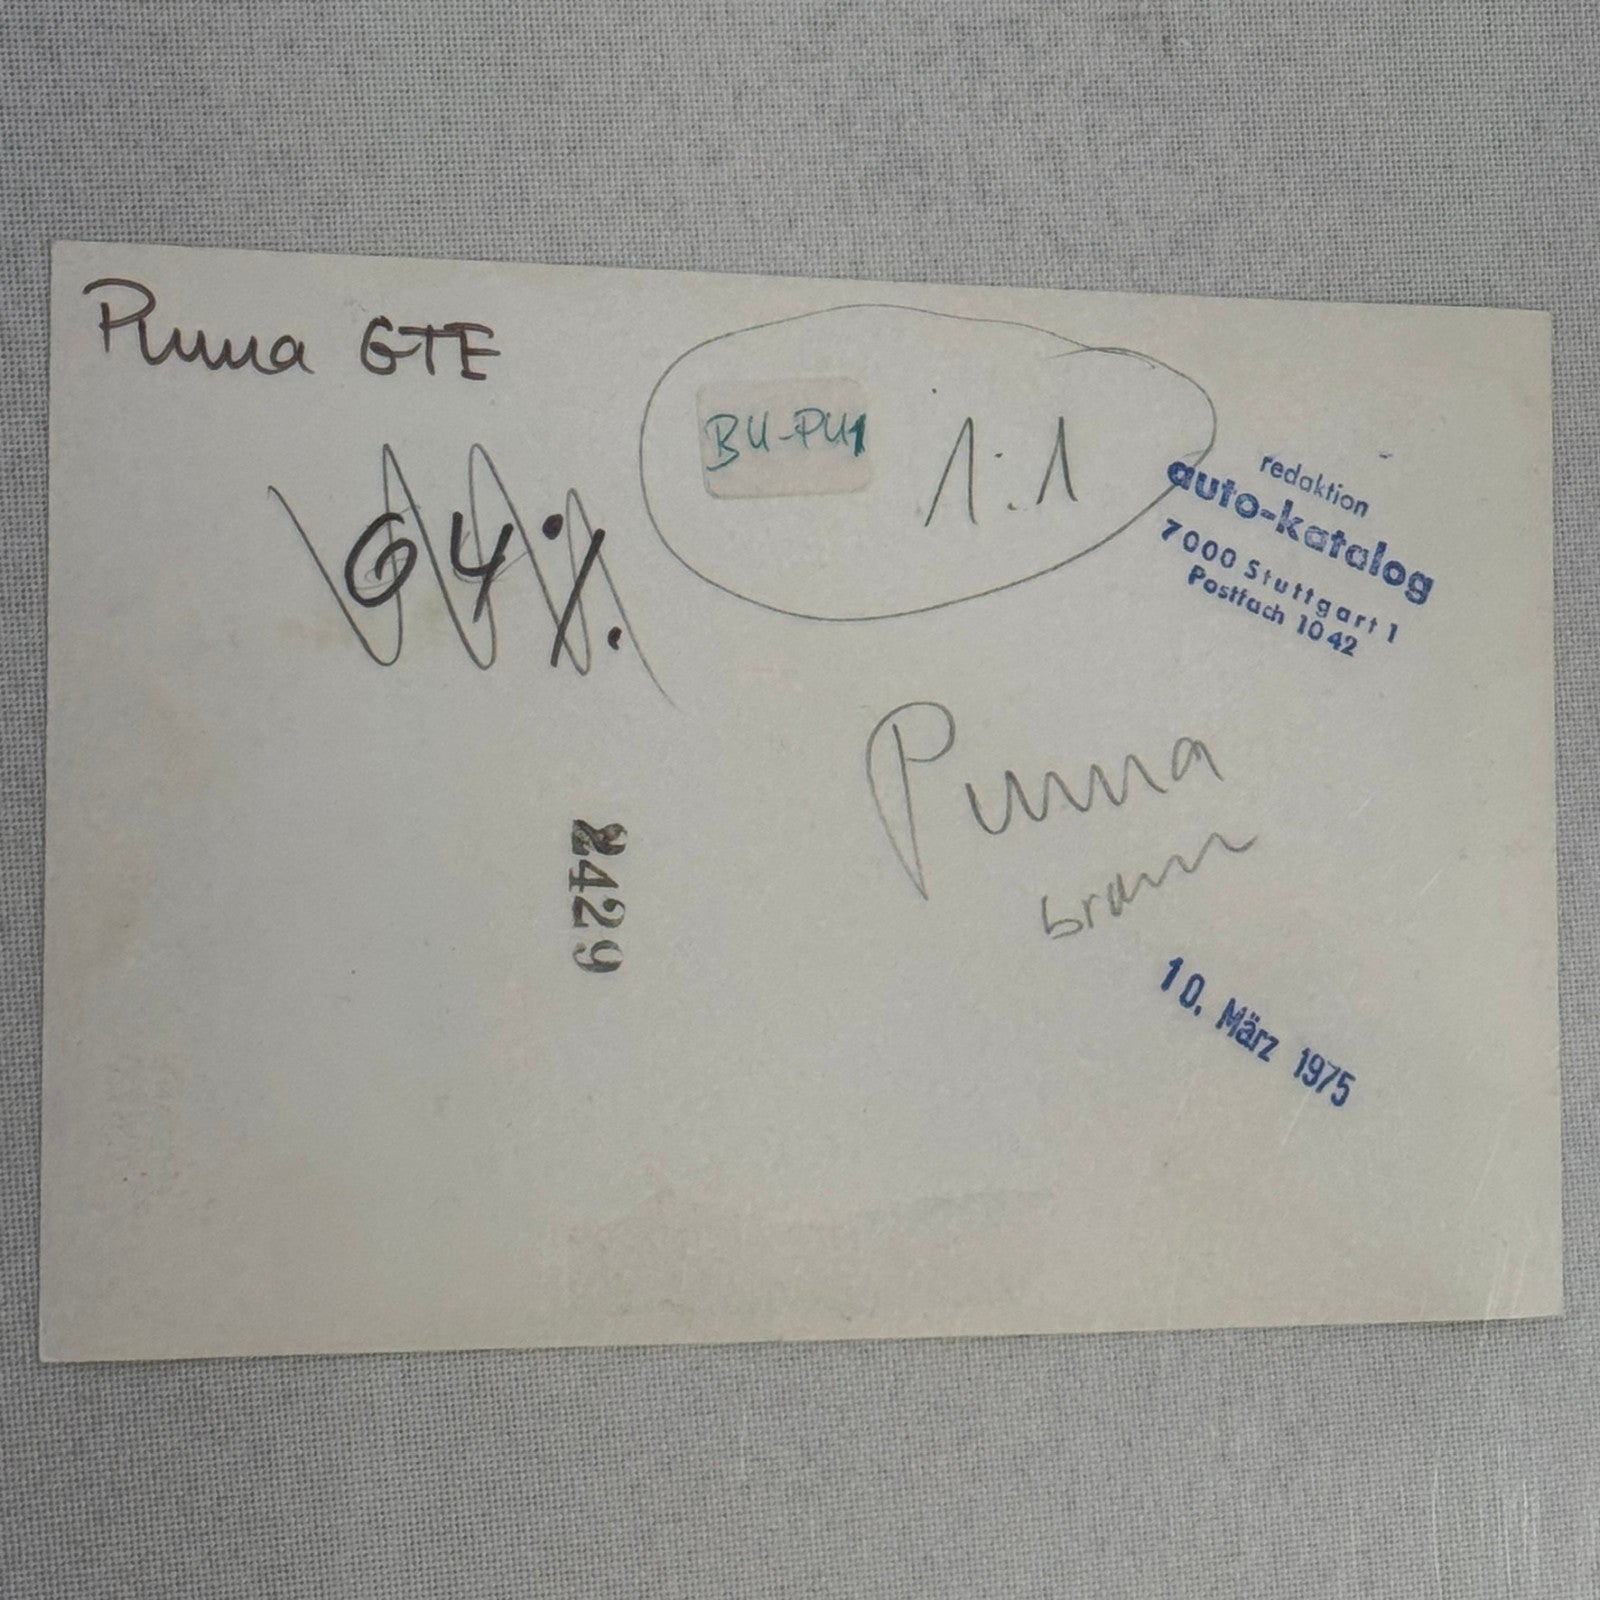 Puma GTE
BU-PU1
1:1
64%
redaktion
auto-katalog
7000 Stuttgart 1
Postfach 1042
Puma
braun
2429
10. März 1975